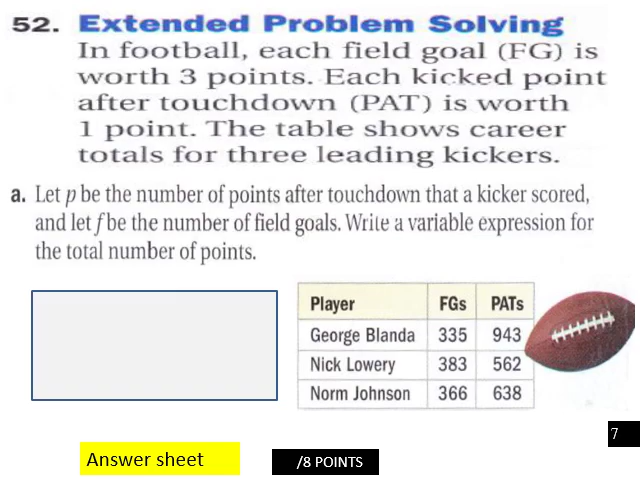 52. Extended Problem Solving
In football, each field goal (FG) is
worth 3 points. Each kicked point
after touchdown (PAT) is worth
1 point. The table shows career
totals for three leading kickers.
a. Let p be the number of points after touchdown that a kicker scored,
and let f be the number of field goals. Write a variable expression for
the total number of points.
Player FGs PATs
George Blanda 335 943
Nick Lowery 383 562
Norm Johnson 366 638
7
Answer sheet
/8 POINTS